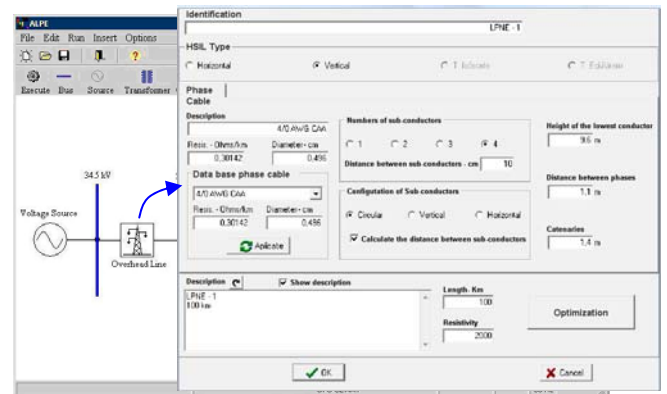 ALPE
File Edit Run Insert Options
Execute Bus Source Transformer
34.5 kV
Voltage Source
Overhead Line
Identification
LPNE - 1
HSIL Type
Horizontal Vertical
Phase
Cable
Description
4/0 AWG CAA
Resis. - Ohms/km Diameter - cm
0,30142 0,496
Data base phase cable
4/0 AWG CAA
Resis. - Ohms/km Diameter - cm
0,30142 0,496
Aplicate
Numbers of sub-conductors
1 2 3 4
Distance between sub conductors - cm 10
Configutation of Sub-conductors
Circular Vertical Horizontal
Calculate the distance between sub-conductors
Height of the lowest conductor
9,6 m
Distance between phases
1,1 m
Catenaries
1,4 m
Description Show description
LPNE - 1
100 km
Length - Km
100
Resistivity
2000
Optimization
OK Cancel